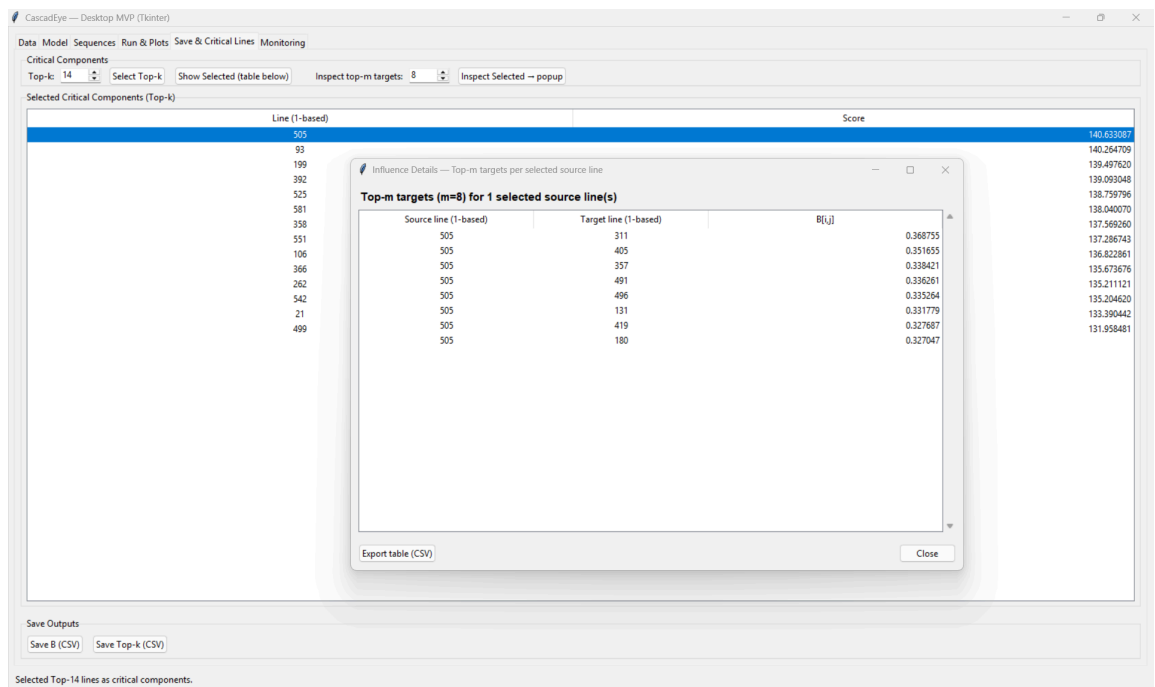 CascadEye — Desktop MVP (Tkinter)
Data Model Sequences Run & Plots Save & Critical Lines Monitoring
Critical Components
Top-k: 14 Select Top-k Show Selected (table below) Inspect top-m targets: 8 Inspect Selected → popup
Selected Critical Components (Top-k)
Line (1-based) Score
505 140.633087
93 140.264709
199 139.497620
392 139.093048
525 138.759796
581 138.040070
358 137.569260
551 137.286743
106 136.822861
366 135.673676
262 135.211121
542 135.204620
21 133.390442
499 131.958481
Influence Details — Top-m targets per selected source line
Top-m targets (m=8) for 1 selected source line(s)
Source line (1-based) Target line (1-based) B[i,j]
505 311 0.368755
505 405 0.351655
505 357 0.338421
505 491 0.336261
505 496 0.335264
505 131 0.331779
505 419 0.327687
505 180 0.327047
Export table (CSV) Close
Save Outputs
Save B (CSV) Save Top-k (CSV)
Selected Top-14 lines as critical components.